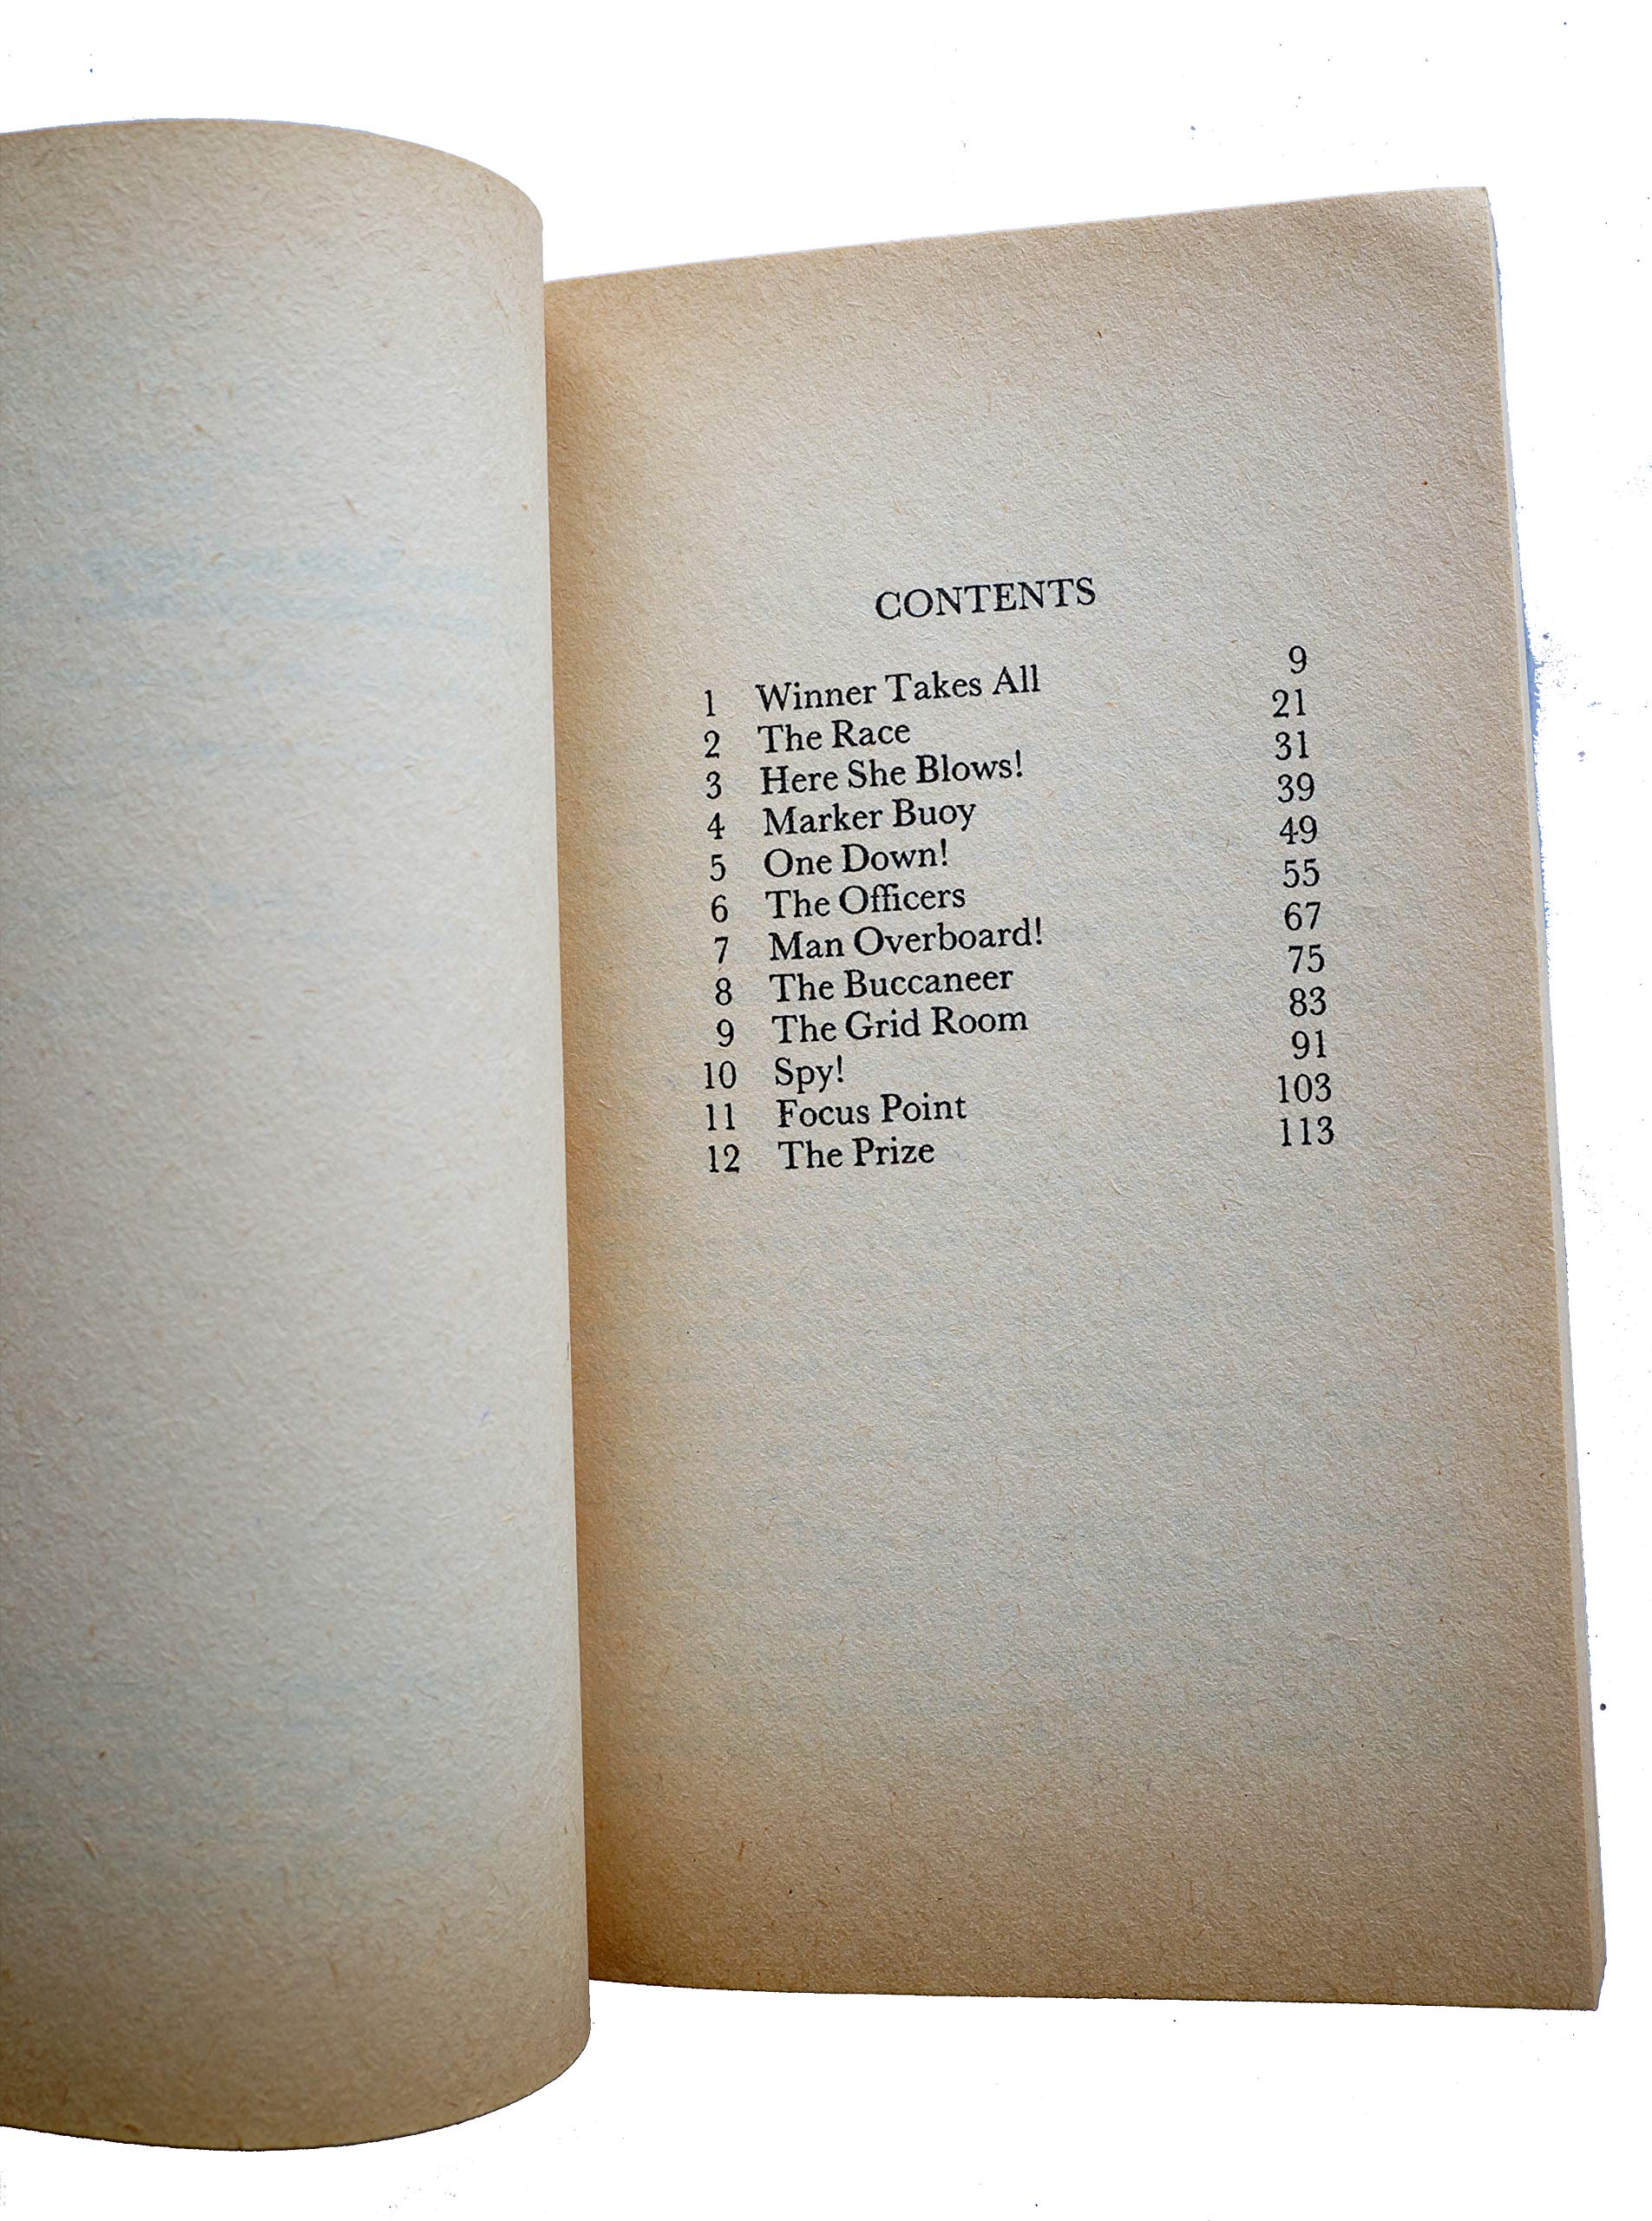 CONTENTS
1 Winner Takes All 9
2 The Race 21
3 Here She Blows! 31
4 Marker Buoy 39
5 One Down! 49
6 The Officers 55
7 Man Overboard! 67
8 The Buccaneer 75
9 The Grid Room 83
10 Spy! 91
11 Focus Point 103
12 The Prize 113